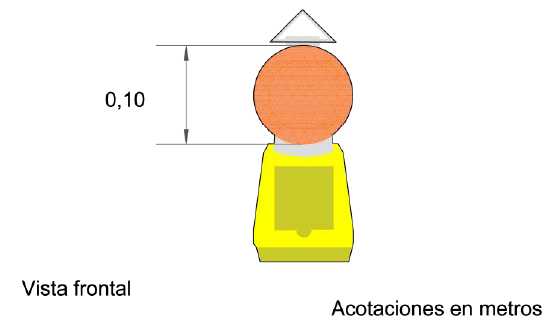 0,10
Vista frontal
Acotaciones en metros